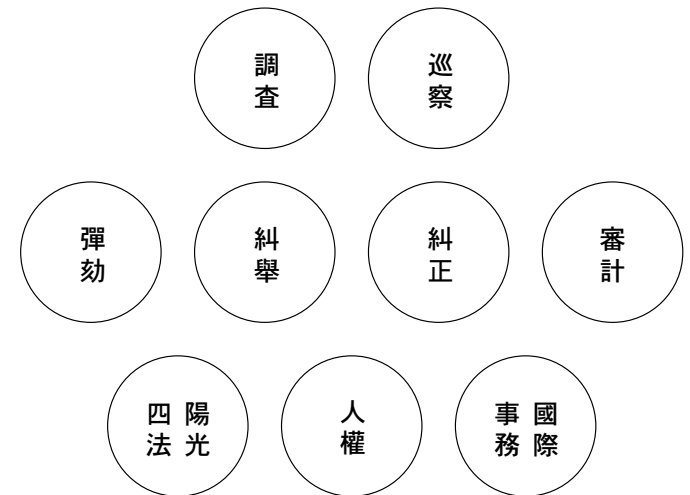 調查
巡察
彈劾
糾舉
糾正
審計
陽光
四法
人權
國際
事務